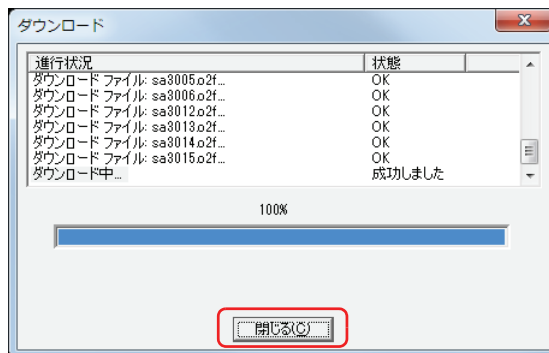 ダウンロード
進行状況 状態
ダウンロード ファイル: sa3005.o2f... OK
ダウンロード ファイル: sa3006.o2f... OK
ダウンロード ファイル: sa3012.o2f... OK
ダウンロード ファイル: sa3013.o2f... OK
ダウンロード ファイル: sa3014.o2f... OK
ダウンロード ファイル: sa3015.o2f... OK
ダウンロード中... 成功しました
100%
閉じる(C)